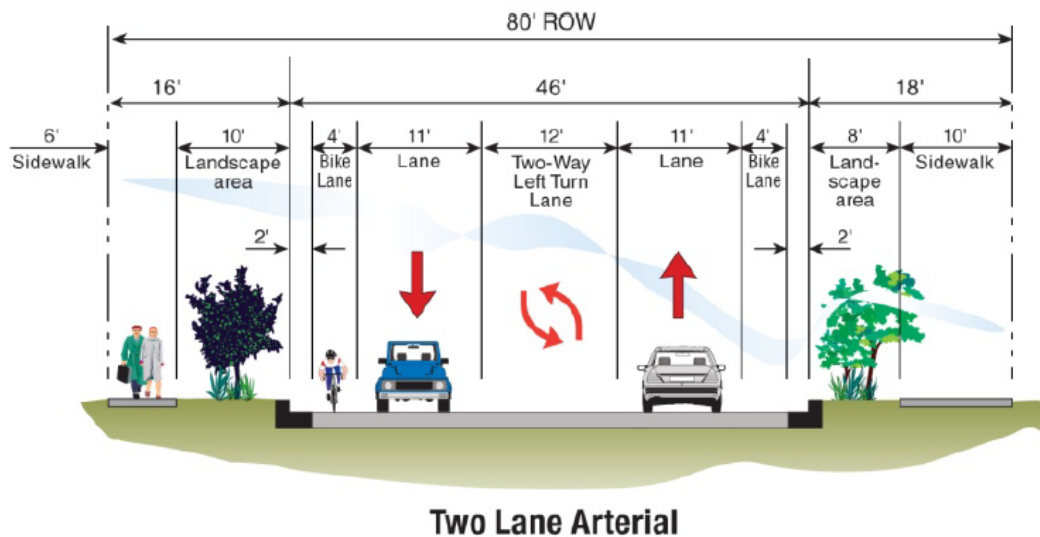 80' ROW
16'
46'
18'
6'
Sidewalk
10'
Landscape
area
4'
Bike
Lane
11'
Lane
12'
Two-Way
Left Turn
Lane
11'
Lane
4'
Bike
Lane
8'
Land-
scape
area
10'
Sidewalk
2'
2'
Two Lane Arterial